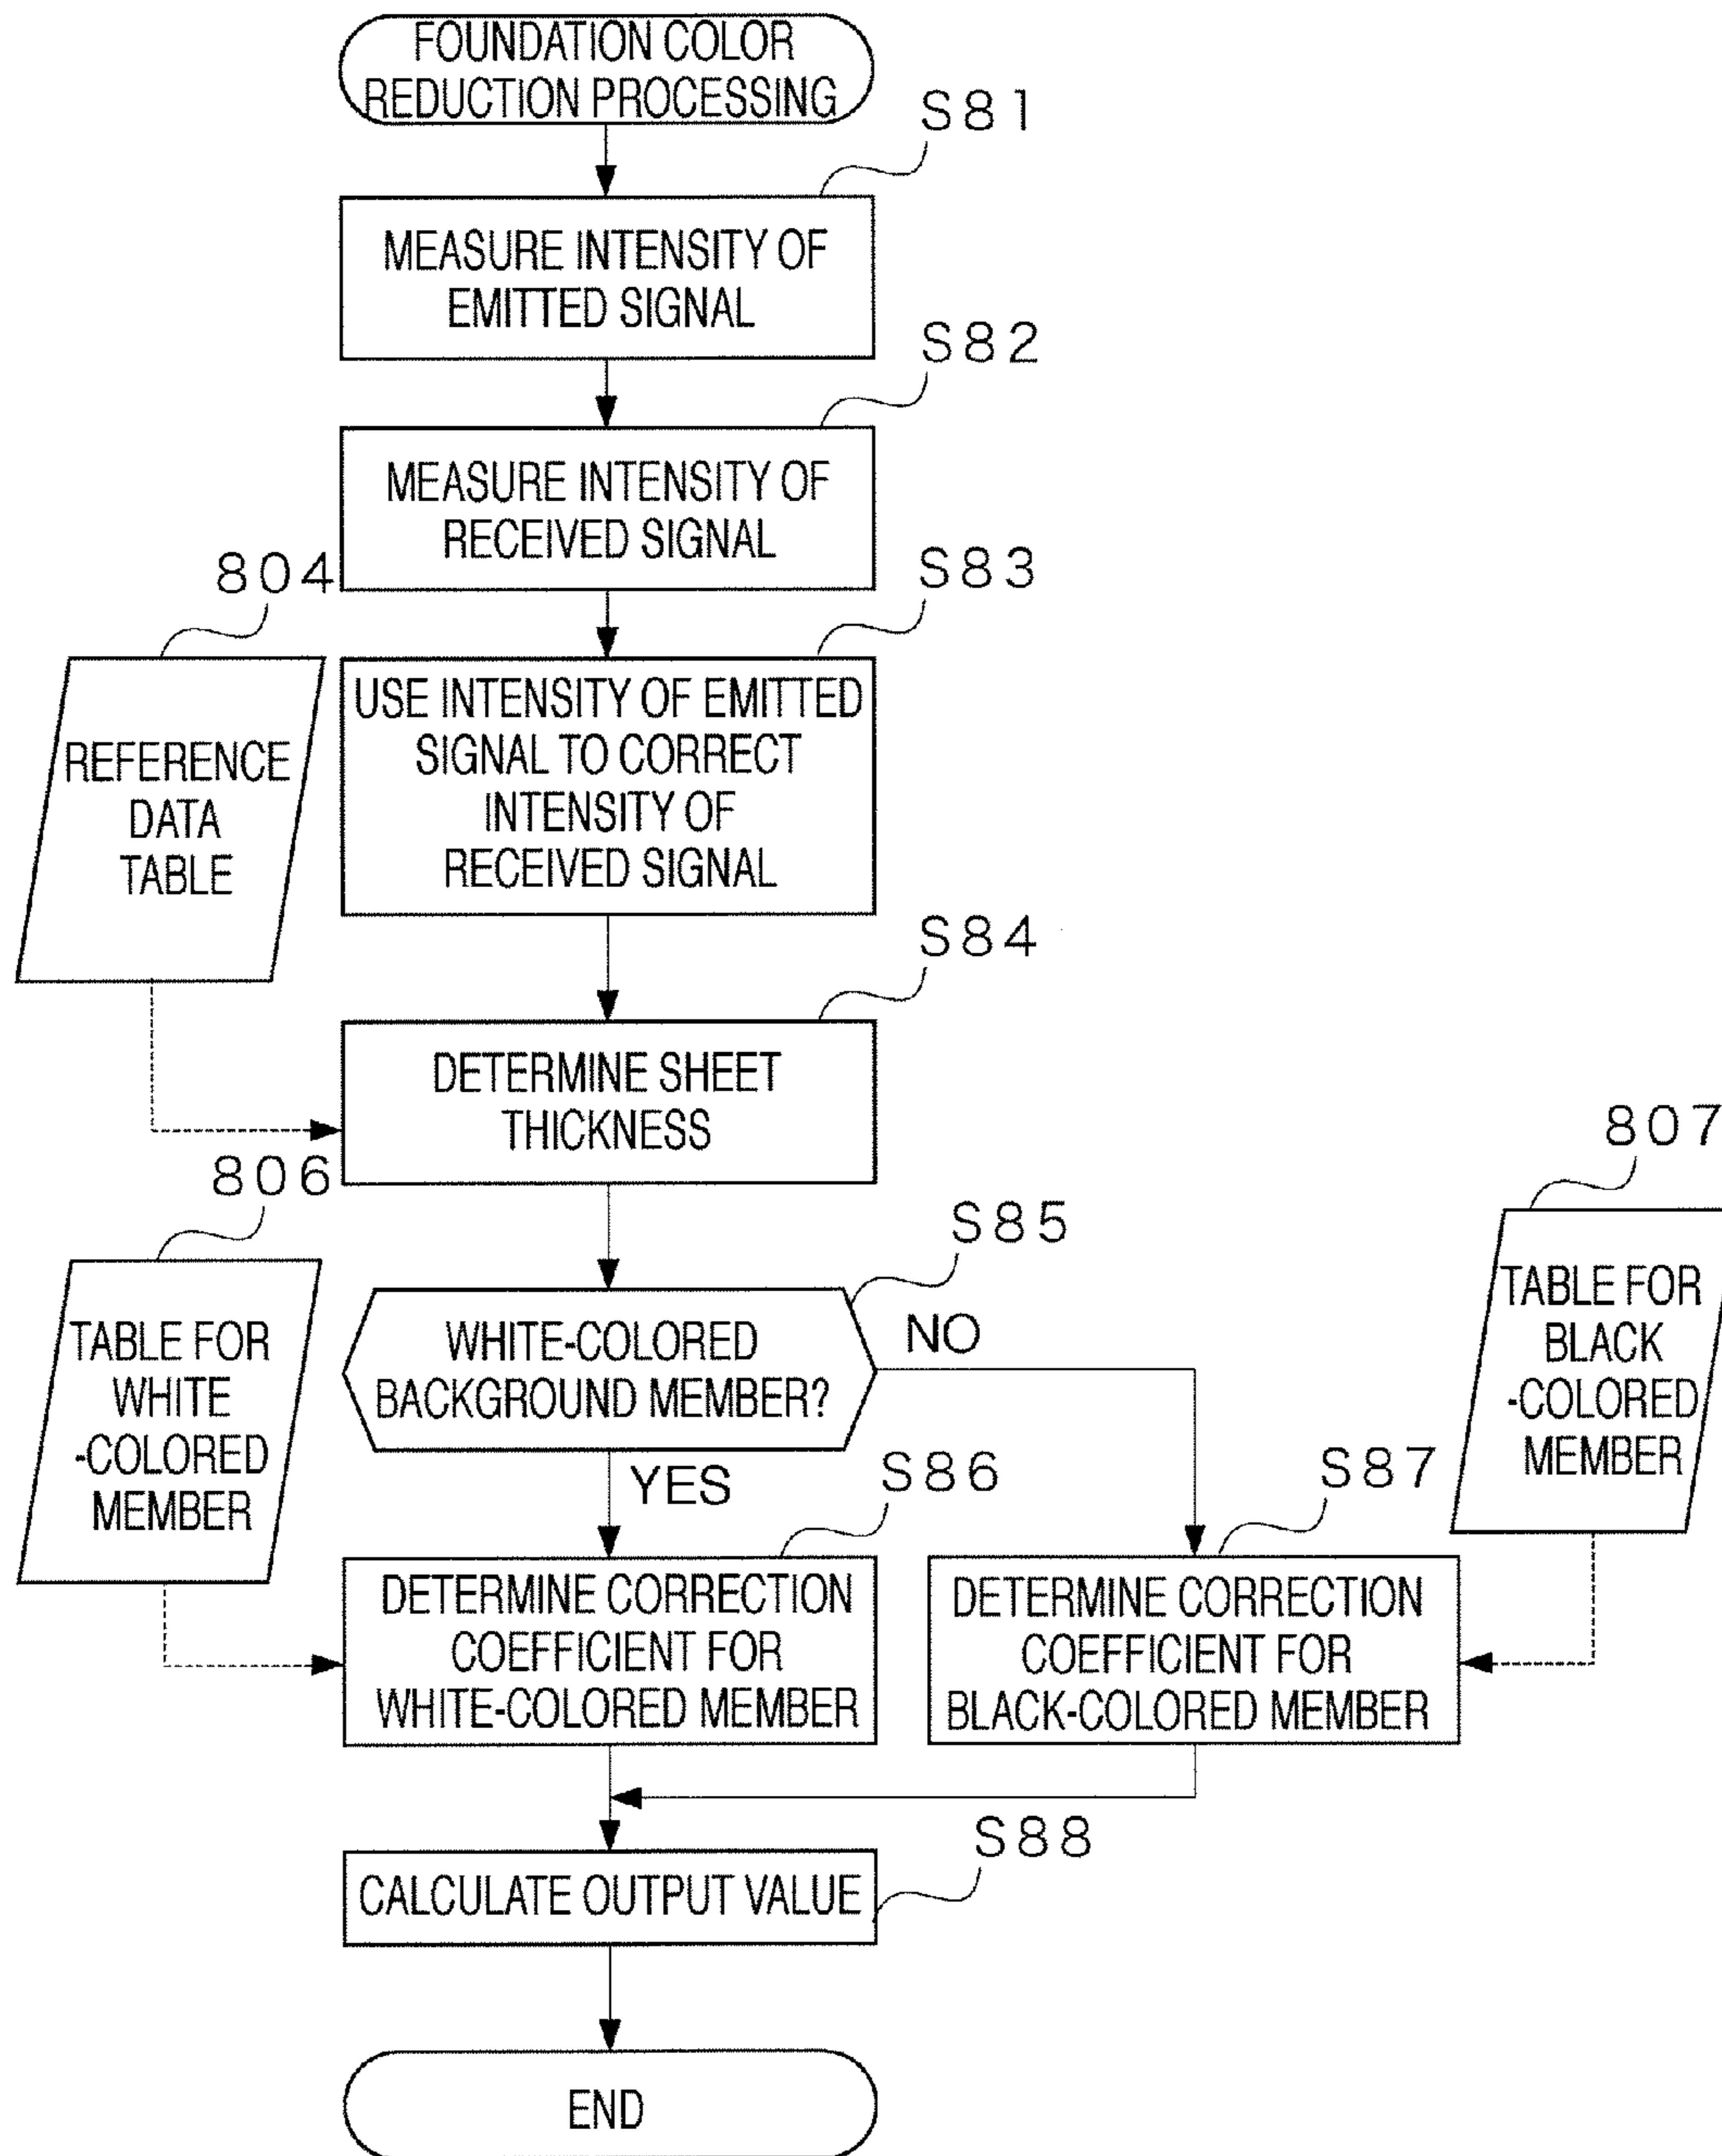 FOUNDATION COLOR
REDUCTION PROCESSING
S81
MEASURE INTENSITY OF
EMITTED SIGNAL
S82
MEASURE INTENSITY OF
RECEIVED SIGNAL
804
S83
REFERENCE
DATA
TABLE
USE INTENSITY OF EMITTED
SIGNAL TO CORRECT
INTENSITY OF
RECEIVED SIGNAL
S84
DETERMINE SHEET
THICKNESS
806
807
S85
TABLE FOR
WHITE
-COLORED
MEMBER
WHITE-COLORED
BACKGROUND MEMBER?
NO
TABLE FOR
BLACK
-COLORED
MEMBER
YES
S86
S87
DETERMINE CORRECTION
COEFFICIENT FOR
WHITE-COLORED MEMBER
DETERMINE CORRECTION
COEFFICIENT FOR
BLACK-COLORED MEMBER
S88
CALCULATE OUTPUT VALUE
END